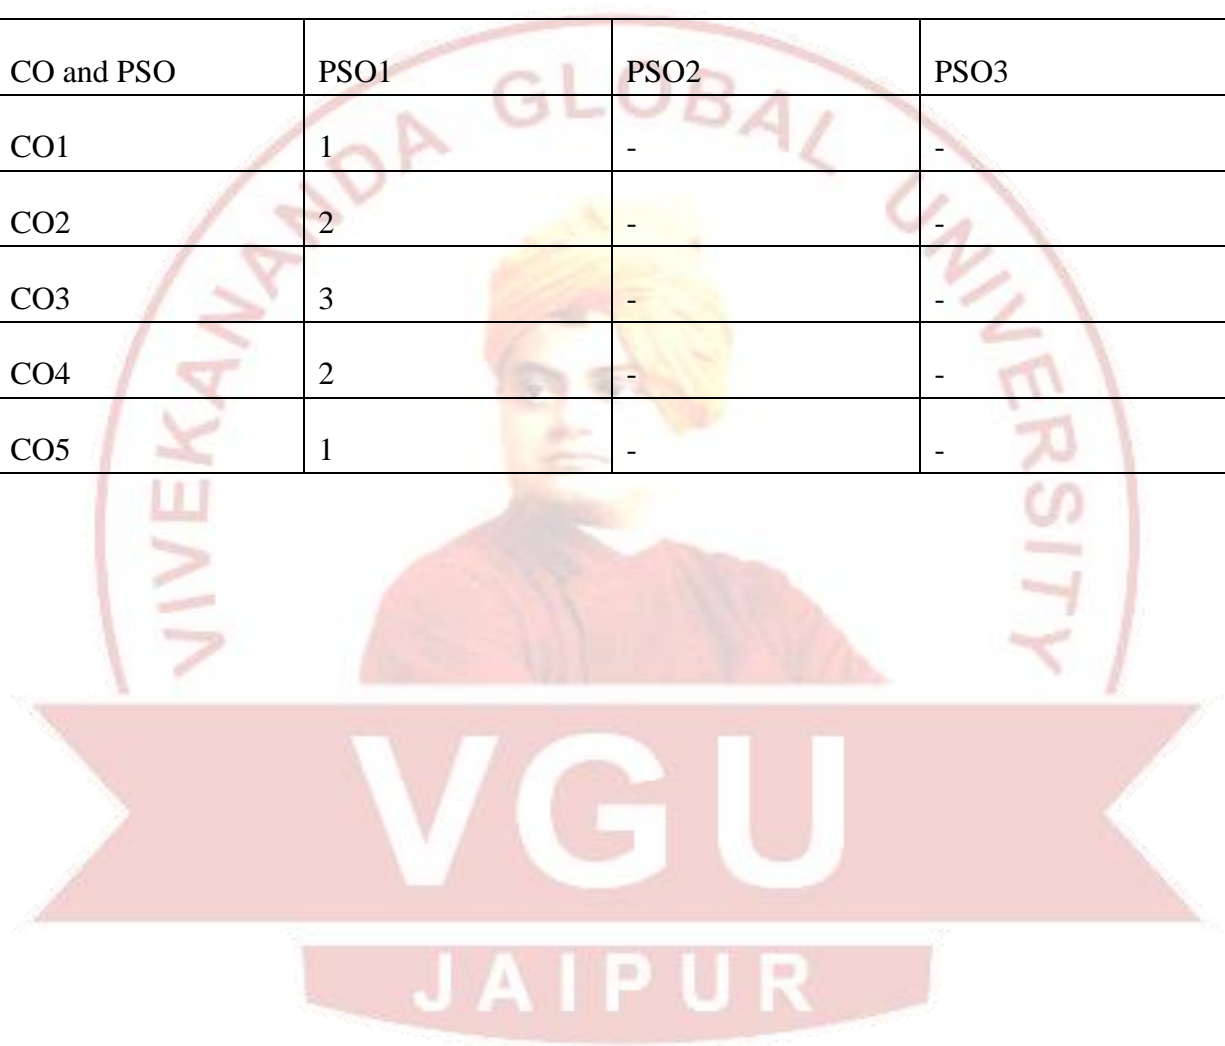 CO and PSO PSO1 PSO2 PSO3
CO1 1 - -
CO2 2 - -
CO3 3 - -
CO4 2 - -
CO5 1 - -
VIVEKANANDA GLOBAL UNIVERSITY
VGU
JAIPUR